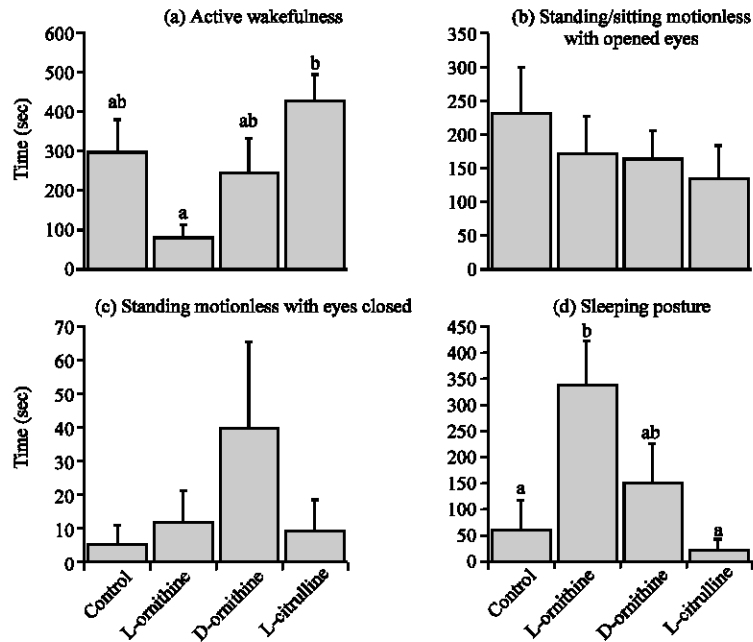 (a) Active wakefulness
600
500
400
300
200
100
0
Time (sec)
ab
a
ab
b
(b) Standing/sitting motionless
with opened eyes
350
300
250
200
150
100
50
0
(c) Standing motionless with eyes closed
70
60
50
40
30
20
10
0
Time (sec)
Control
L-ornithine
D-ornithine
L-citrulline
(d) Sleeping posture
450
400
350
300
250
200
150
100
50
0
a
b
ab
a
Control
L-ornithine
D-ornithine
L-citrulline